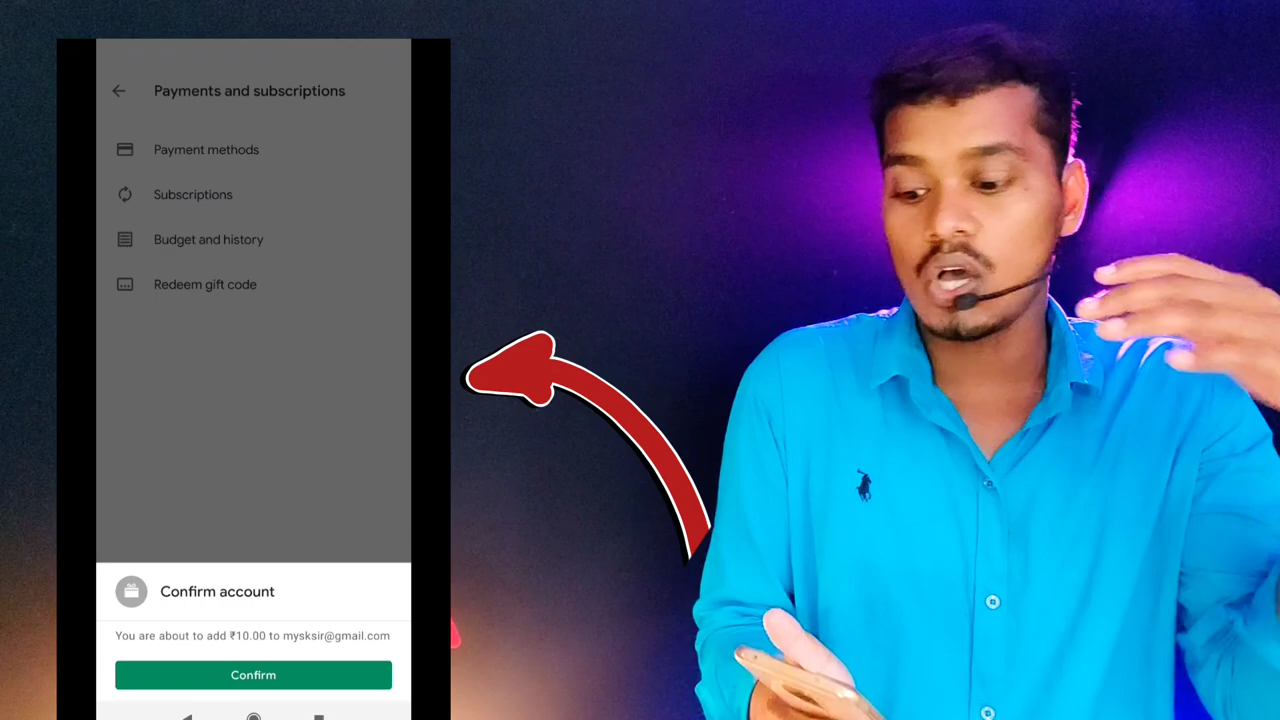 Payments and subscriptions
Payment methods
Subscriptions
Budget and history
Redeem gift code
Confirm account
You are about to add ₹10.00 to mysksir@gmail.com
Confirm